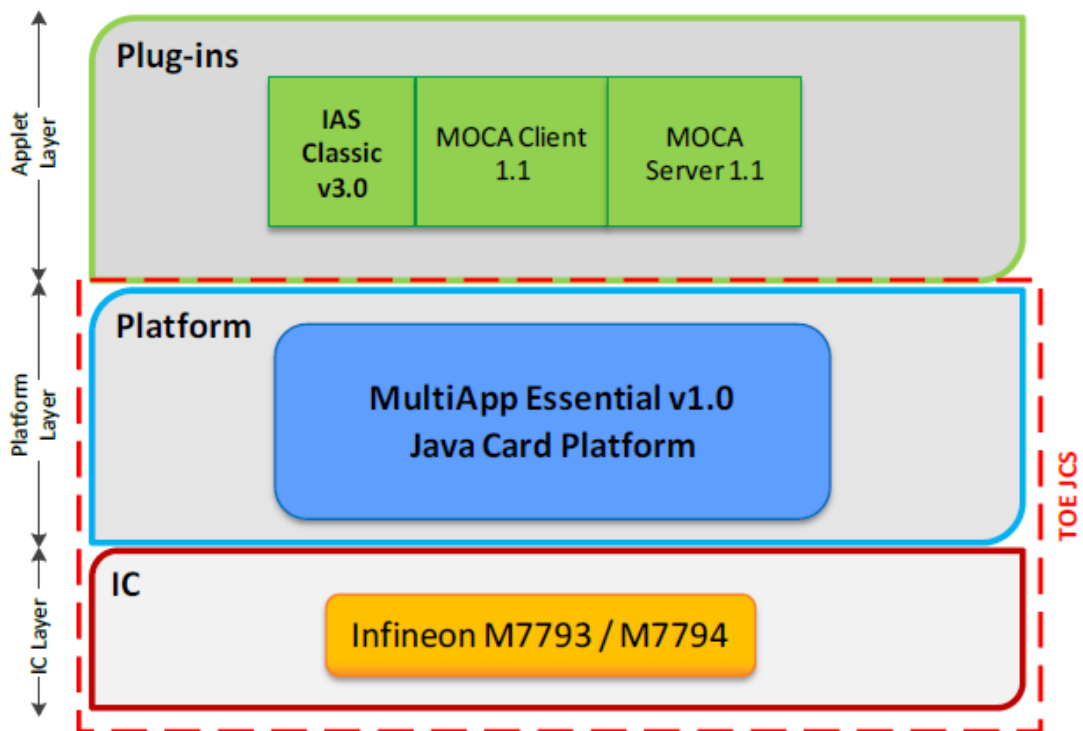 Applet
Layer
Plug-ins
IAS
Classic
v3.0
MOCA Client
1.1
MOCA
Server 1.1
Platform
Layer
Platform
MultiApp Essential v1.0
Java Card Platform
TOE JCS
IC Layer
IC
Infineon M7793 / M7794